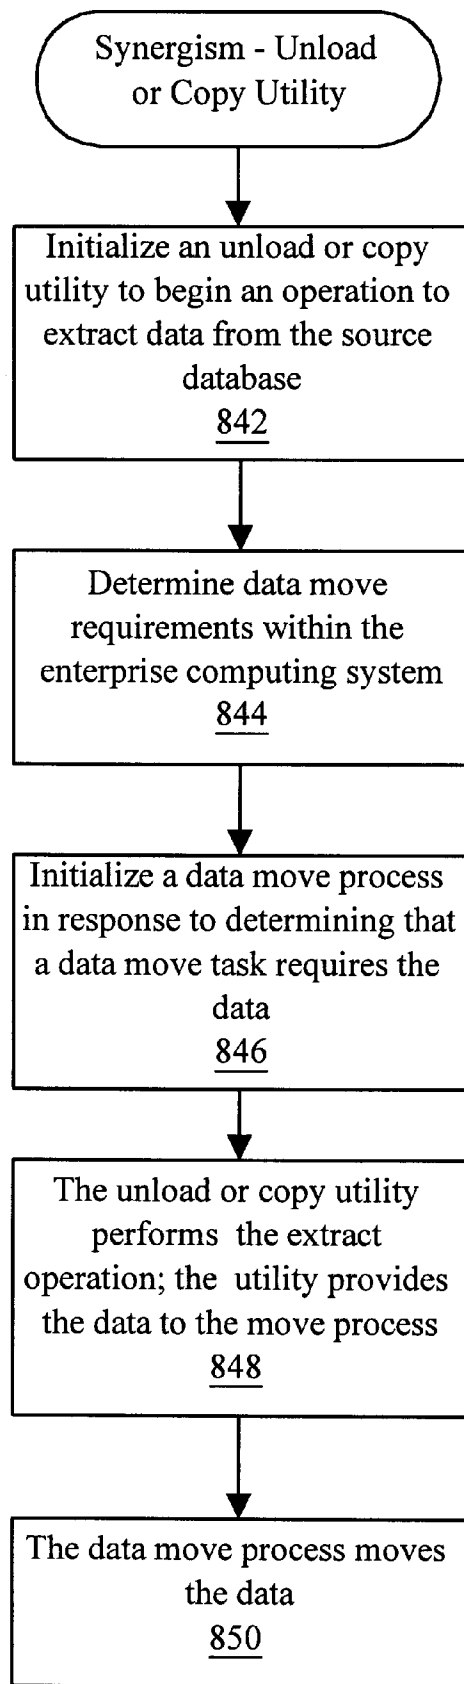 Synergism - Unload
or Copy Utility
Initialize an unload or copy
utility to begin an operation to
extract data from the source
database
842
Determine data move
requirements within the
enterprise computing system
844
Initialize a data move process
in response to determining that
a data move task requires the
data
846
The unload or copy utility
performs the extract
operation; the utility provides
the data to the move process
848
The data move process moves
the data
850